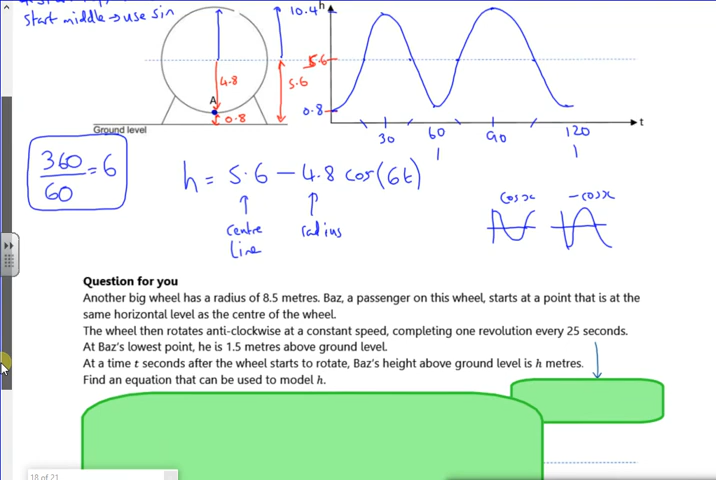 start middle → use sin
10.4
h
4.8
5.6
5.6
A
0.8
0.8
Ground level
30
60
90
120
t
1
1
360/60 = 6
h = 5.6 − 4.8 cos(6t)
↑ ↑
centre line
radius
cos x
−cos x
Question for you
Another big wheel has a radius of 8.5 metres. Baz, a passenger on this wheel, starts at a point that is at the
same horizontal level as the centre of the wheel.
The wheel then rotates anti-clockwise at a constant speed, completing one revolution every 25 seconds.
At Baz's lowest point, he is 1.5 metres above ground level.
At a time t seconds after the wheel starts to rotate, Baz's height above ground level is h metres.
Find an equation that can be used to model h.
18 of 21